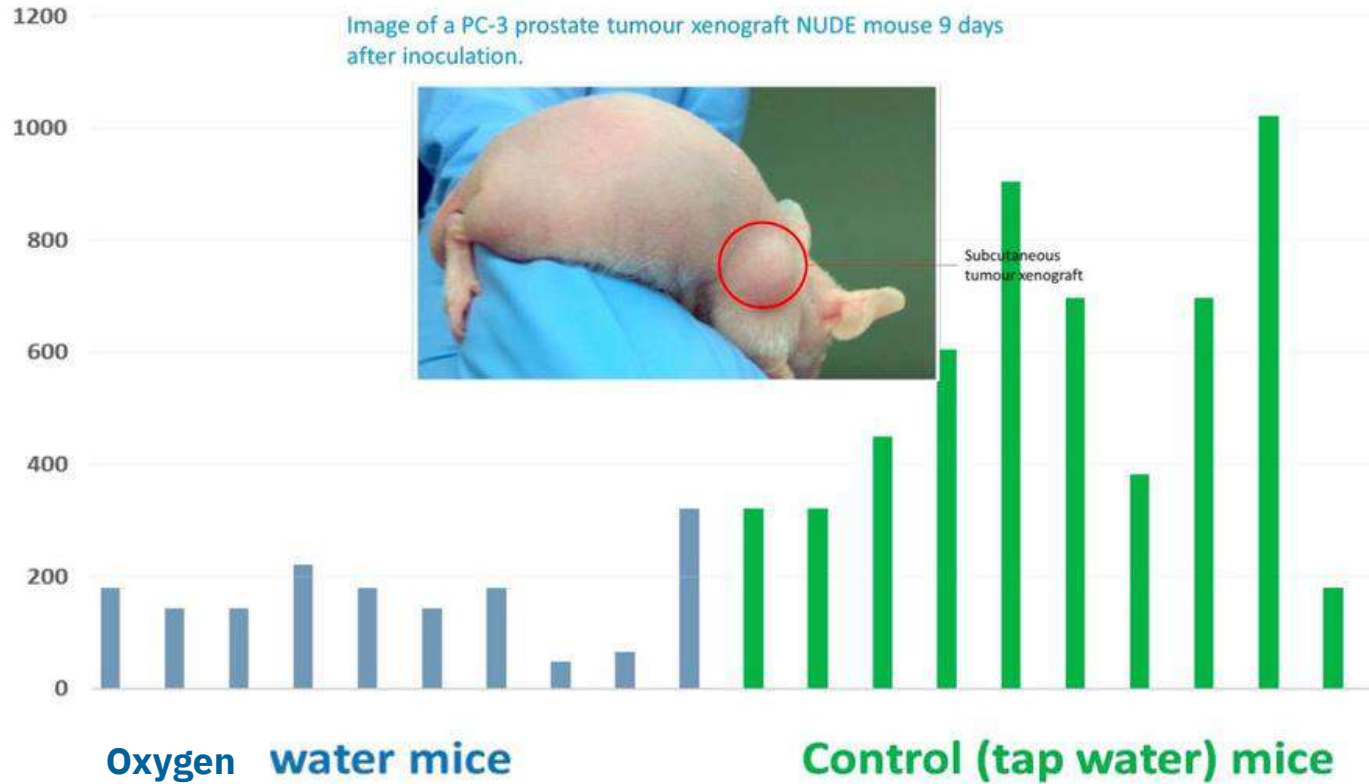 Image of a PC-3 prostate tumour xenograft NUDE mouse 9 days
after inoculation.
1200
1000
800
600
400
200
0
Subcutaneous
tumour xenograft
Oxygen water mice
Control (tap water) mice